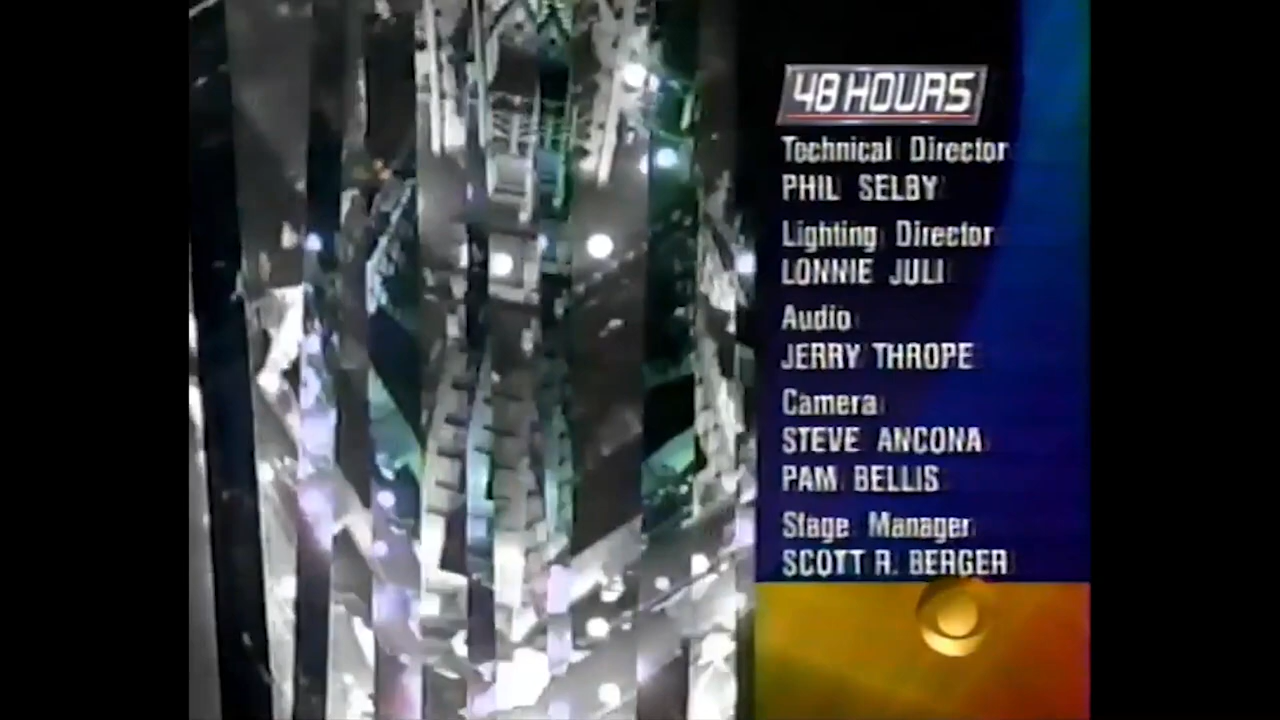 48 HOURS
Technical Director
PHIL SELBY
Lighting Director
LONNIE JULI
Audio
JERRY THROPE
Camera
STEVE ANCONA
PAM BELLIS
Stage Manager
SCOTT R. BERGER